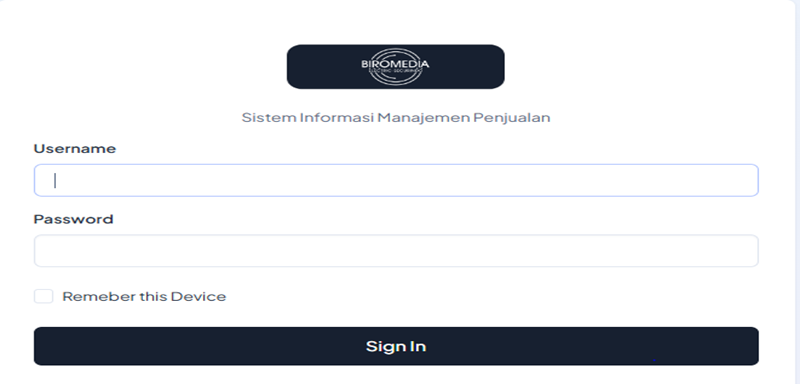 BIROMEDIA
Sistem Informasi Manajemen Penjualan
Username
Password
Remeber this Device
Sign In